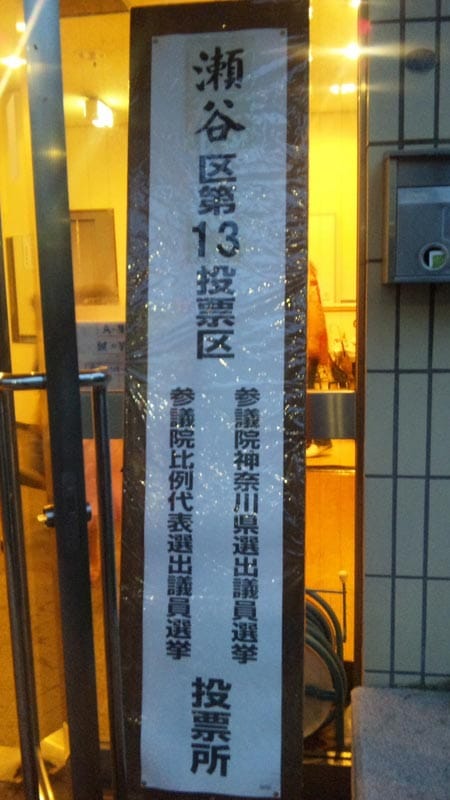 瀬谷区第13投票区
参議院神奈川県選出議員選挙
参議院比例代表選出議員選挙
投票所